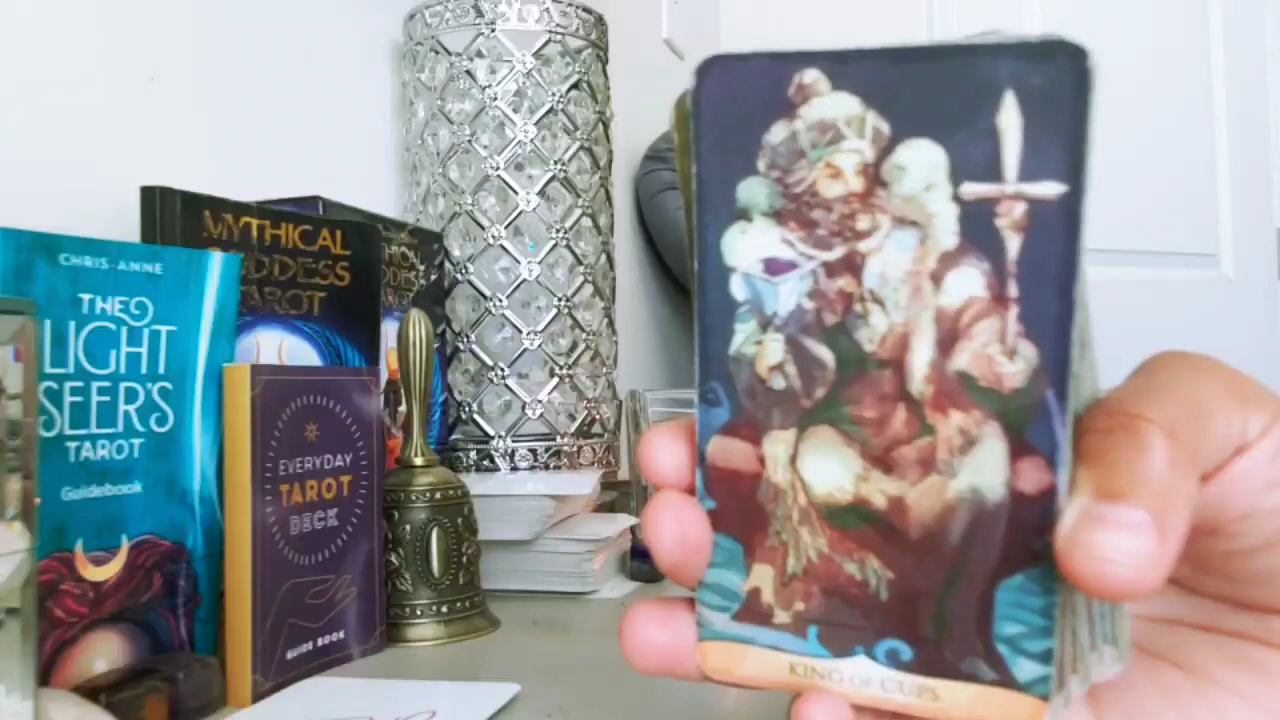 CHRIS-ANNE
THE
LIGHT
SEER'S
TAROT
Guidebook
MYTHICAL
GODDESS
TAROT
EVERYDAY
TAROT
DECK
GUIDE BOOK
KING OF CUPS